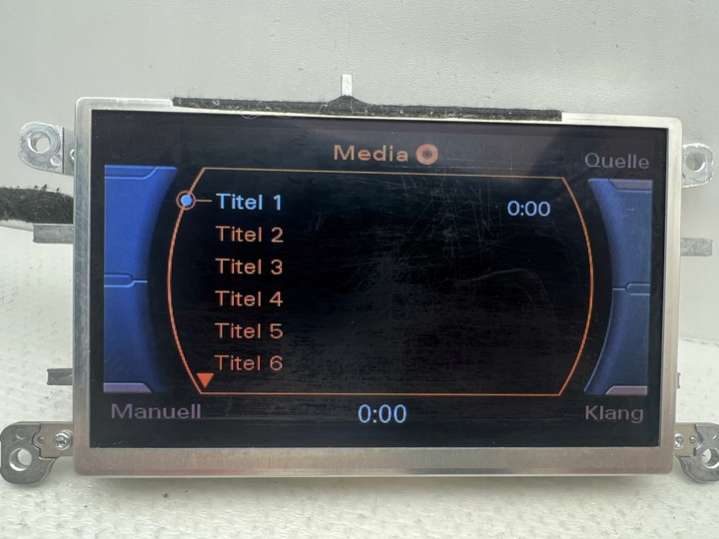 Media
Quelle
Titel 1 0:00
Titel 2
Titel 3
Titel 4
Titel 5
Titel 6
Manuell 0:00 Klang